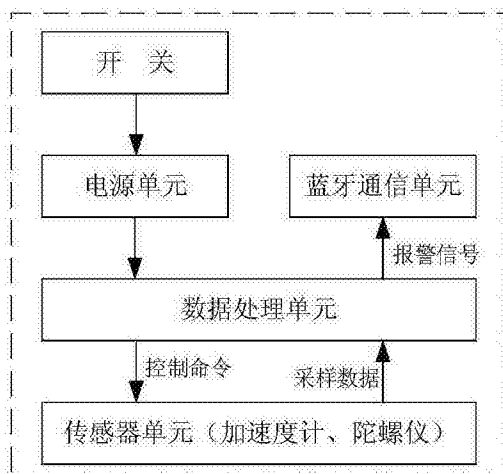 开 关
电源单元
蓝牙通信单元
报警信号
数据处理单元
控制命令
采样数据
传感器单元（加速度计、陀螺仪）